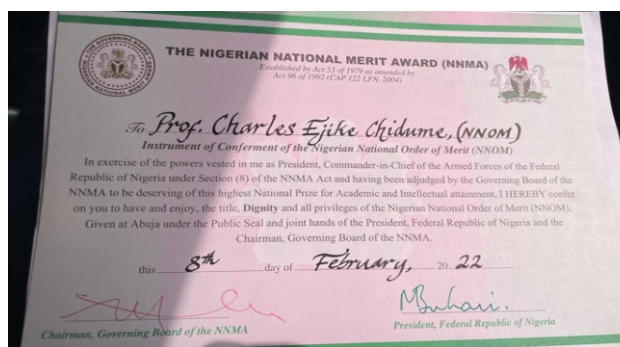 THE NIGERIAN NATIONAL MERIT AWARD (NNMA)
Established by Act 53 of 1979 as amended by
Act 96 of 1992 (CAP 122 LFN, 2004)
To Prof. Charles Ejike Chidume, (NNOM)
Instrument of Conferment of the Nigerian National Order of Merit (NNOM)
In exercise of the powers vested in me as President, Commander-in-Chief of the Armed Forces of the Federal
Republic of Nigeria under Section (8) of the NNMA Act and having been adjudged by the Governing Board of the
NNMA to be deserving of this highest National Prize for Academic and Intellectual attainment, I HEREBY confer
on you to have and enjoy, the title, Dignity and all privileges of the Nigerian National Order of Merit (NNOM).
Given at Abuja under the Public Seal and joint hands of the President, Federal Republic of Nigeria and the
Chairman, Governing Board of the NNMA.
this 8th day of February, 20 22
MBuhari.
Chairman, Governing Board of the NNMA
President, Federal Republic of Nigeria